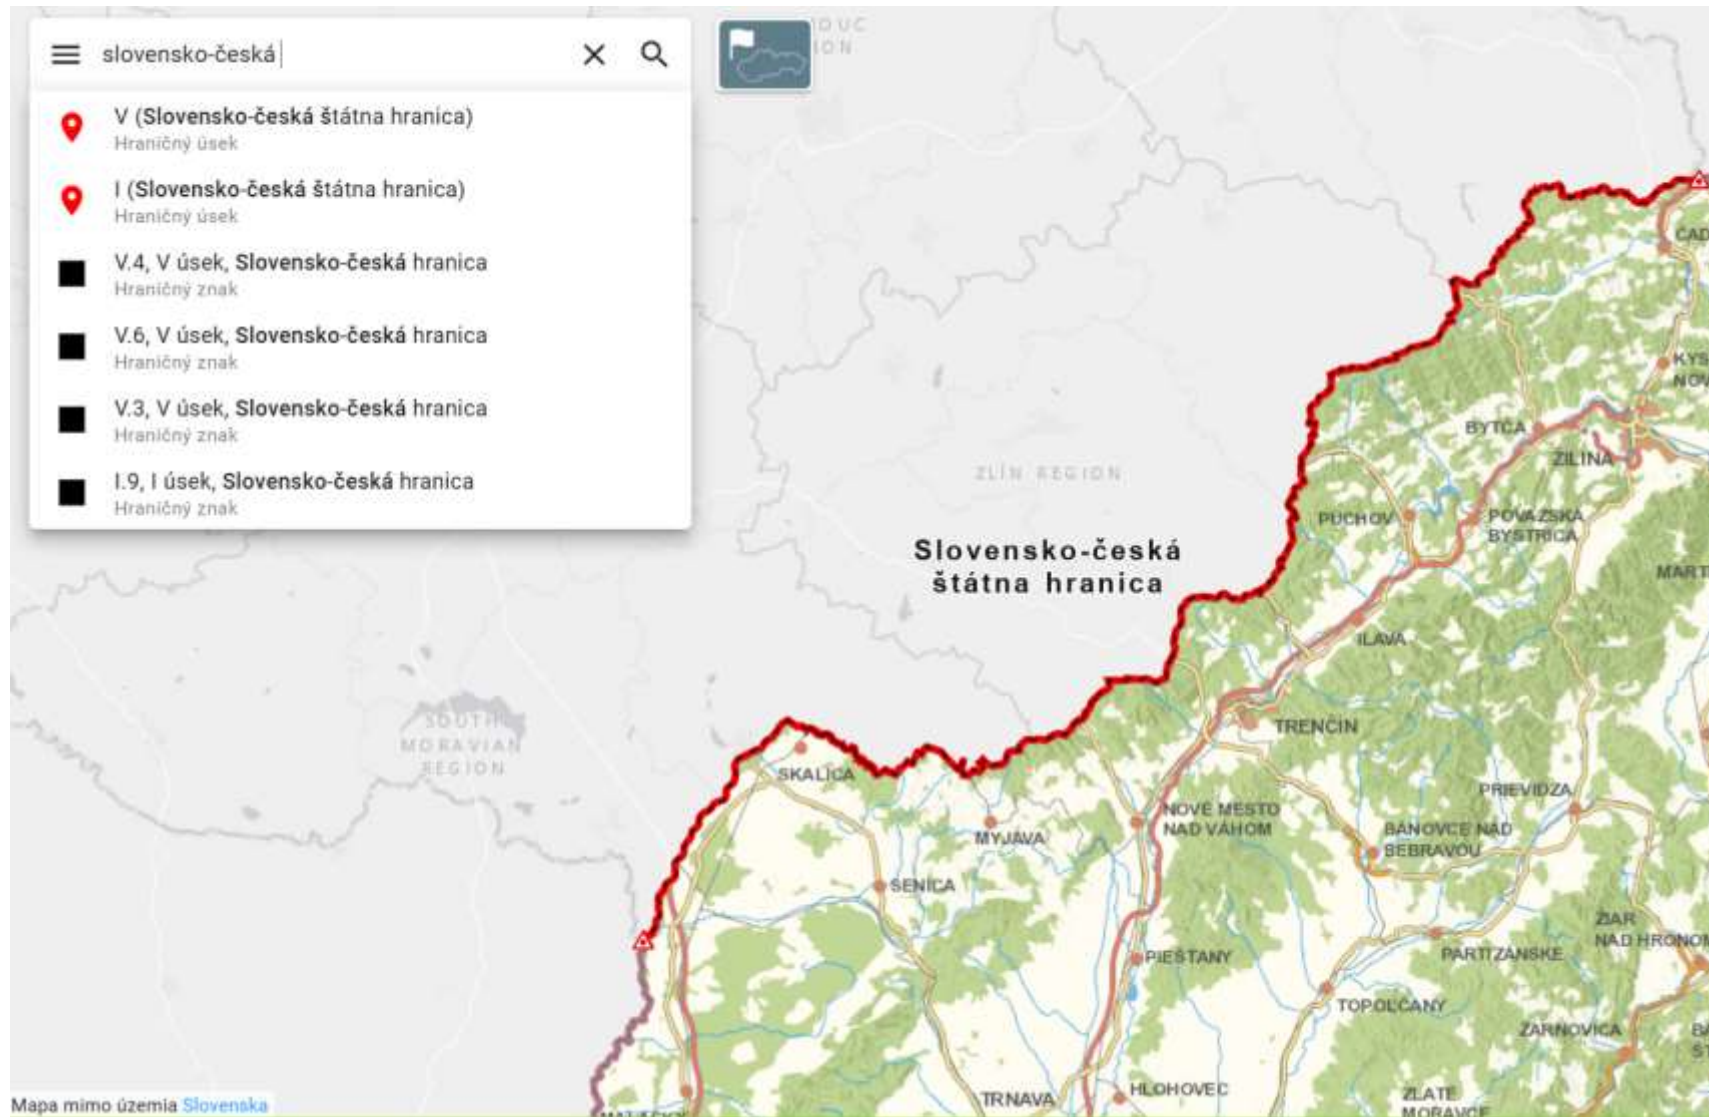 slovensko-česká
V (Slovensko-česká štátna hranica)
Hraničný úsek
I (Slovensko-česká štátna hranica)
Hraničný úsek
V.4, V úsek, Slovensko-česká hranica
Hraničný znak
V.6, V úsek, Slovensko-česká hranica
Hraničný znak
V.3, V úsek, Slovensko-česká hranica
Hraničný znak
I.9, I úsek, Slovensko-česká hranica
Hraničný znak
ZLÍN REGION
Slovensko-česká
štátna hranica
SOUTH
MORAVIAN
REGION
BYTČA
ŽILINA
PÚCHOV
POVAŽSKÁ
BYSTRICA
ILAVA
TRENČÍN
SKALICA
MYJAVA
SENICA
NOVÉ MESTO
NAD VÁHOM
PRIEVIDZA
BÁNOVCE NAD
BEBRAVOU
ŽIAR
NAD HRONOM
PARTIZÁNSKE
PIEŠŤANY
TOPOĽČANY
ŽARNOVICA
TRNAVA
HLOHOVEC
ZLATÉ
MORAVCE
Mapa mimo územia Slovenska